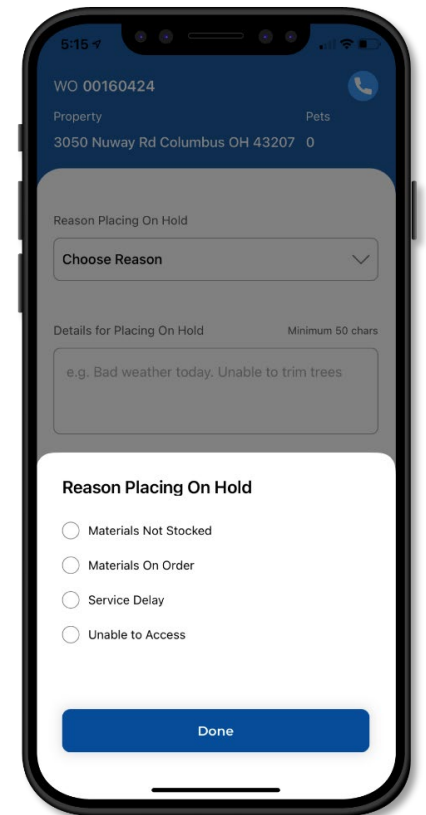 5:15
WO 00160424
Property Pets
3050 Nuway Rd Columbus OH 43207 0
Reason Placing On Hold
Choose Reason
Details for Placing On Hold Minimum 50 chars
e.g. Bad weather today. Unable to trim trees
Reason Placing On Hold
Materials Not Stocked
Materials On Order
Service Delay
Unable to Access
Done